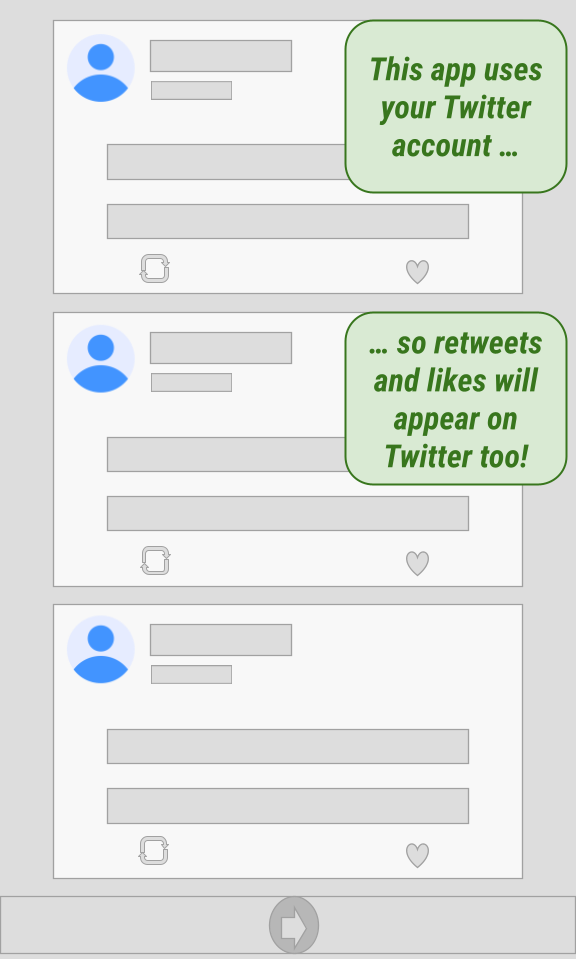 This app uses
your Twitter
account ...
... so retweets
and likes will
appear on
Twitter too!